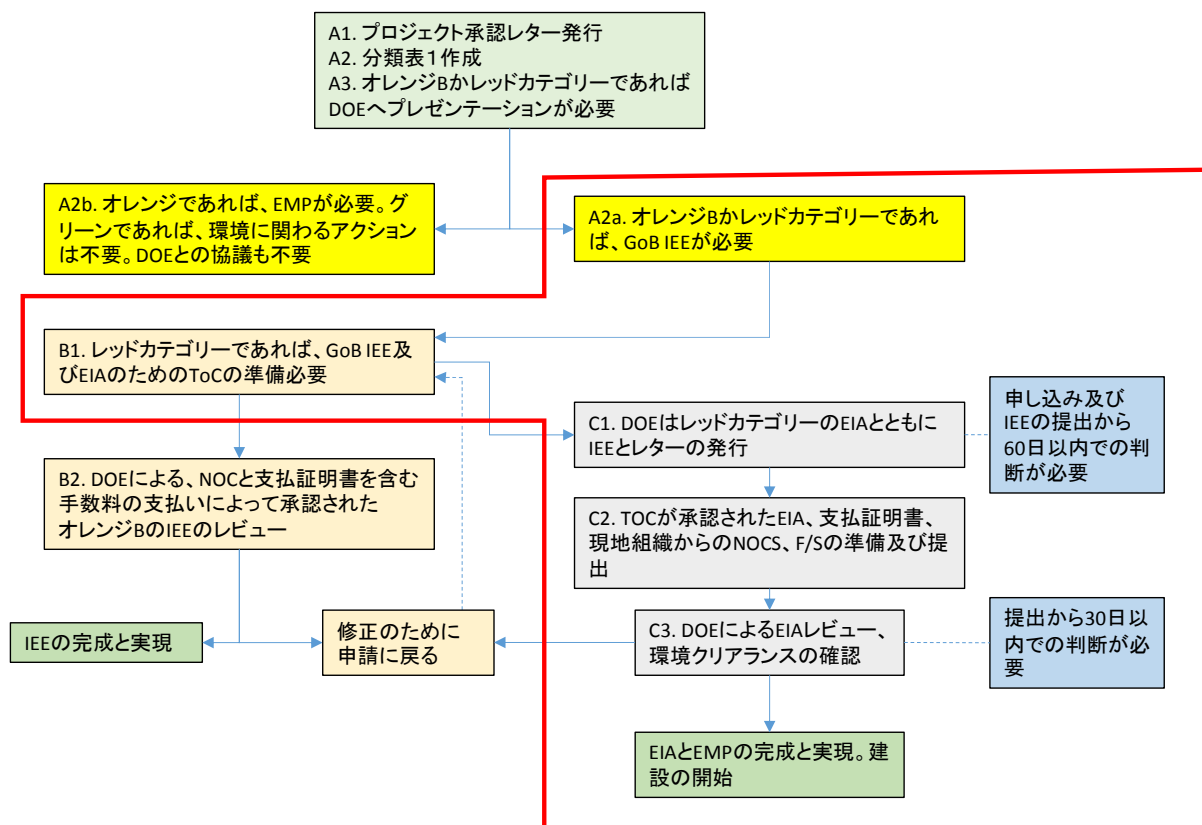 A1. プロジェクト承認レター発行
A2. 分類表１作成
A3. オレンジBかレッドカテゴリーであれば
DOEへプレゼンテーションが必要
A2b. オレンジであれば、EMPが必要。グ
リーンであれば、環境に関わるアクション
は不要。DOEとの協議も不要
A2a. オレンジBかレッドカテゴリーであれ
ば、GoB IEEが必要
B1. レッドカテゴリーであれば、GoB IEE及
びEIAのためのToCの準備必要
C1. DOEはレッドカテゴリーのEIAとともに
IEEとレターの発行
申し込み及び
IEEの提出から
60日以内での判
断が必要
B2. DOEによる、NOCと支払証明書を含む
手数料の支払いによって承認された
オレンジBのIEEのレビュー
C2. TOCが承認されたEIA、支払証明書、
現地組織からのNOCS、F/Sの準備及び提
出
IEEの完成と実現
修正のために
申請に戻る
C3. DOEによるEIAレビュー、
環境クリアランスの確認
提出から30日以
内での判断が必
要
EIAとEMPの完成と実現。建
設の開始